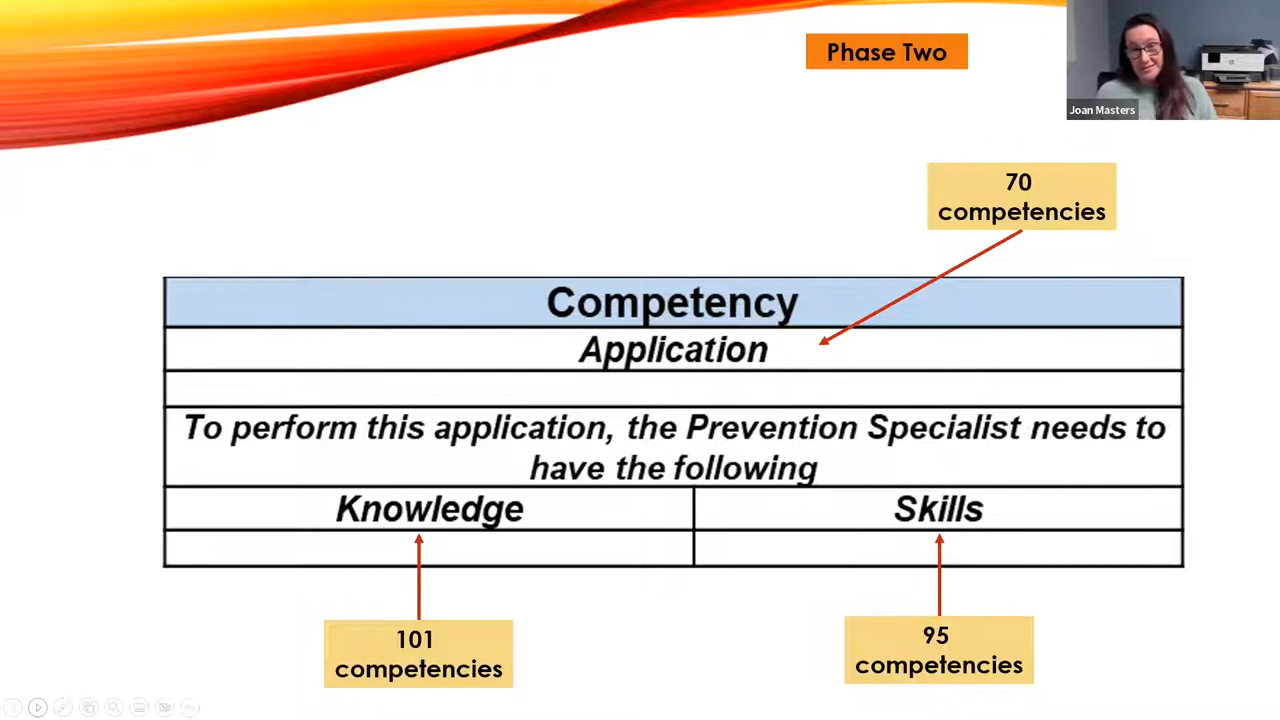 Phase Two
Joan Masters
70
competencies
Competency
Application
To perform this application, the Prevention Specialist needs to
have the following
Knowledge
Skills
101
competencies
95
competencies